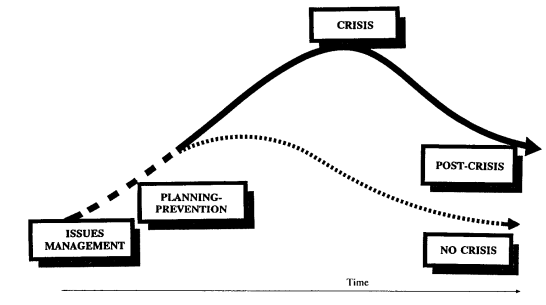 CRISIS
POST-CRISIS
PLANNING-
PREVENTION
ISSUES
MANAGEMENT
NO CRISIS
Time